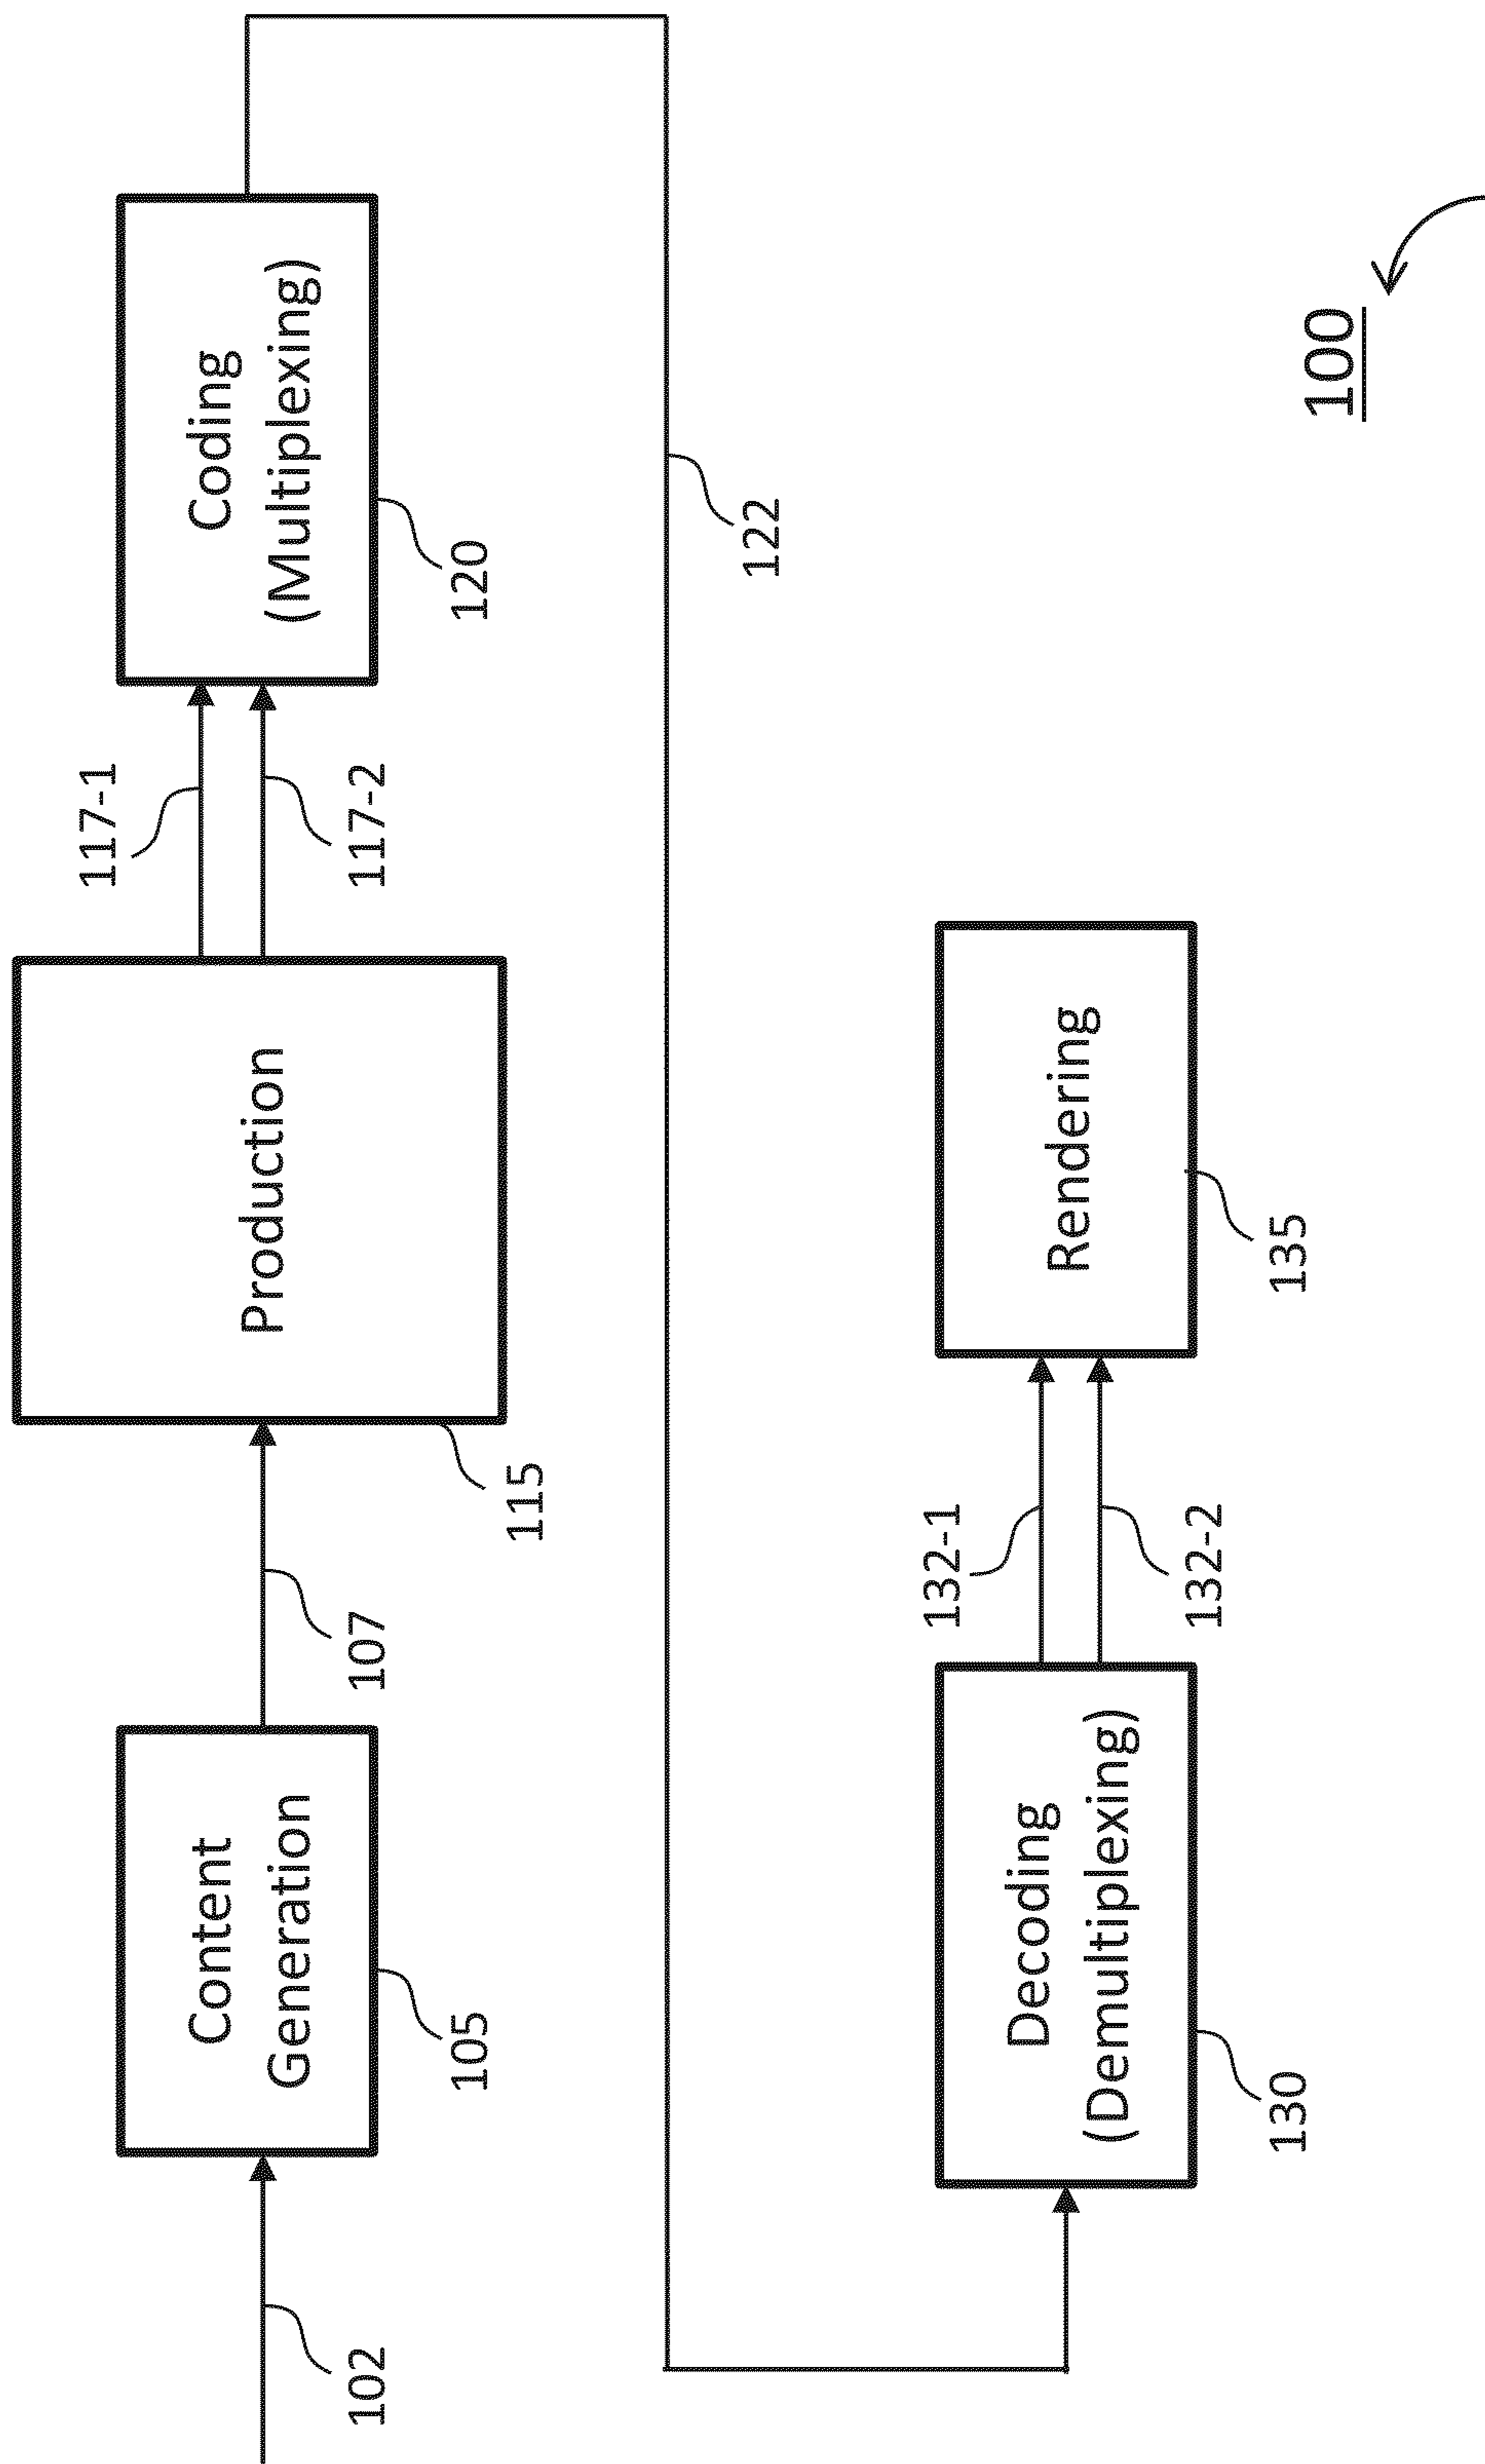 102
Content
Generation
105
107
Production
115
117-1
117-2
Coding
(Multiplexing)
120
122
Decoding
(Demultiplexing)
130
132-1
132-2
Rendering
135
100